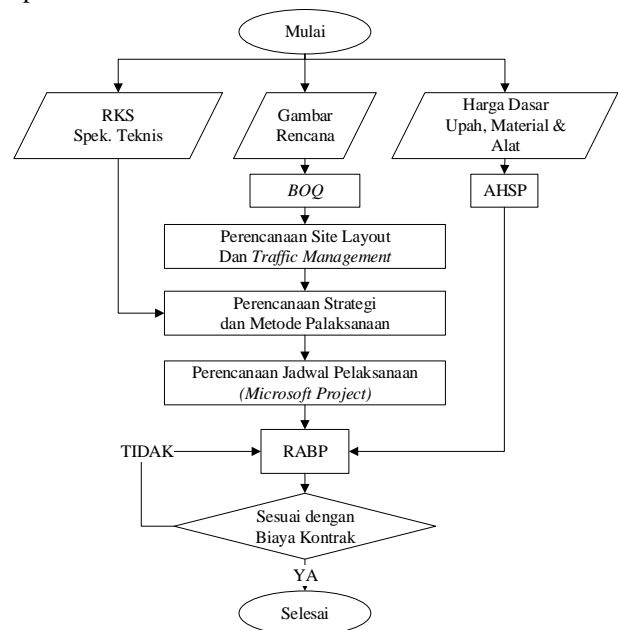 Mulai
RKS
Spek. Teknis
Gambar
Rencana
Harga Dasar
Upah, Material &
Alat
BOQ
AHSP
Perencanaan Site Layout
Dan Traffic Management
Perencanaan Strategi
dan Metode Palaksanaan
Perencanaan Jadwal Pelaksanaan
(Microsoft Project)
TIDAK
RABP
Sesuai dengan
Biaya Kontrak
YA
Selesai